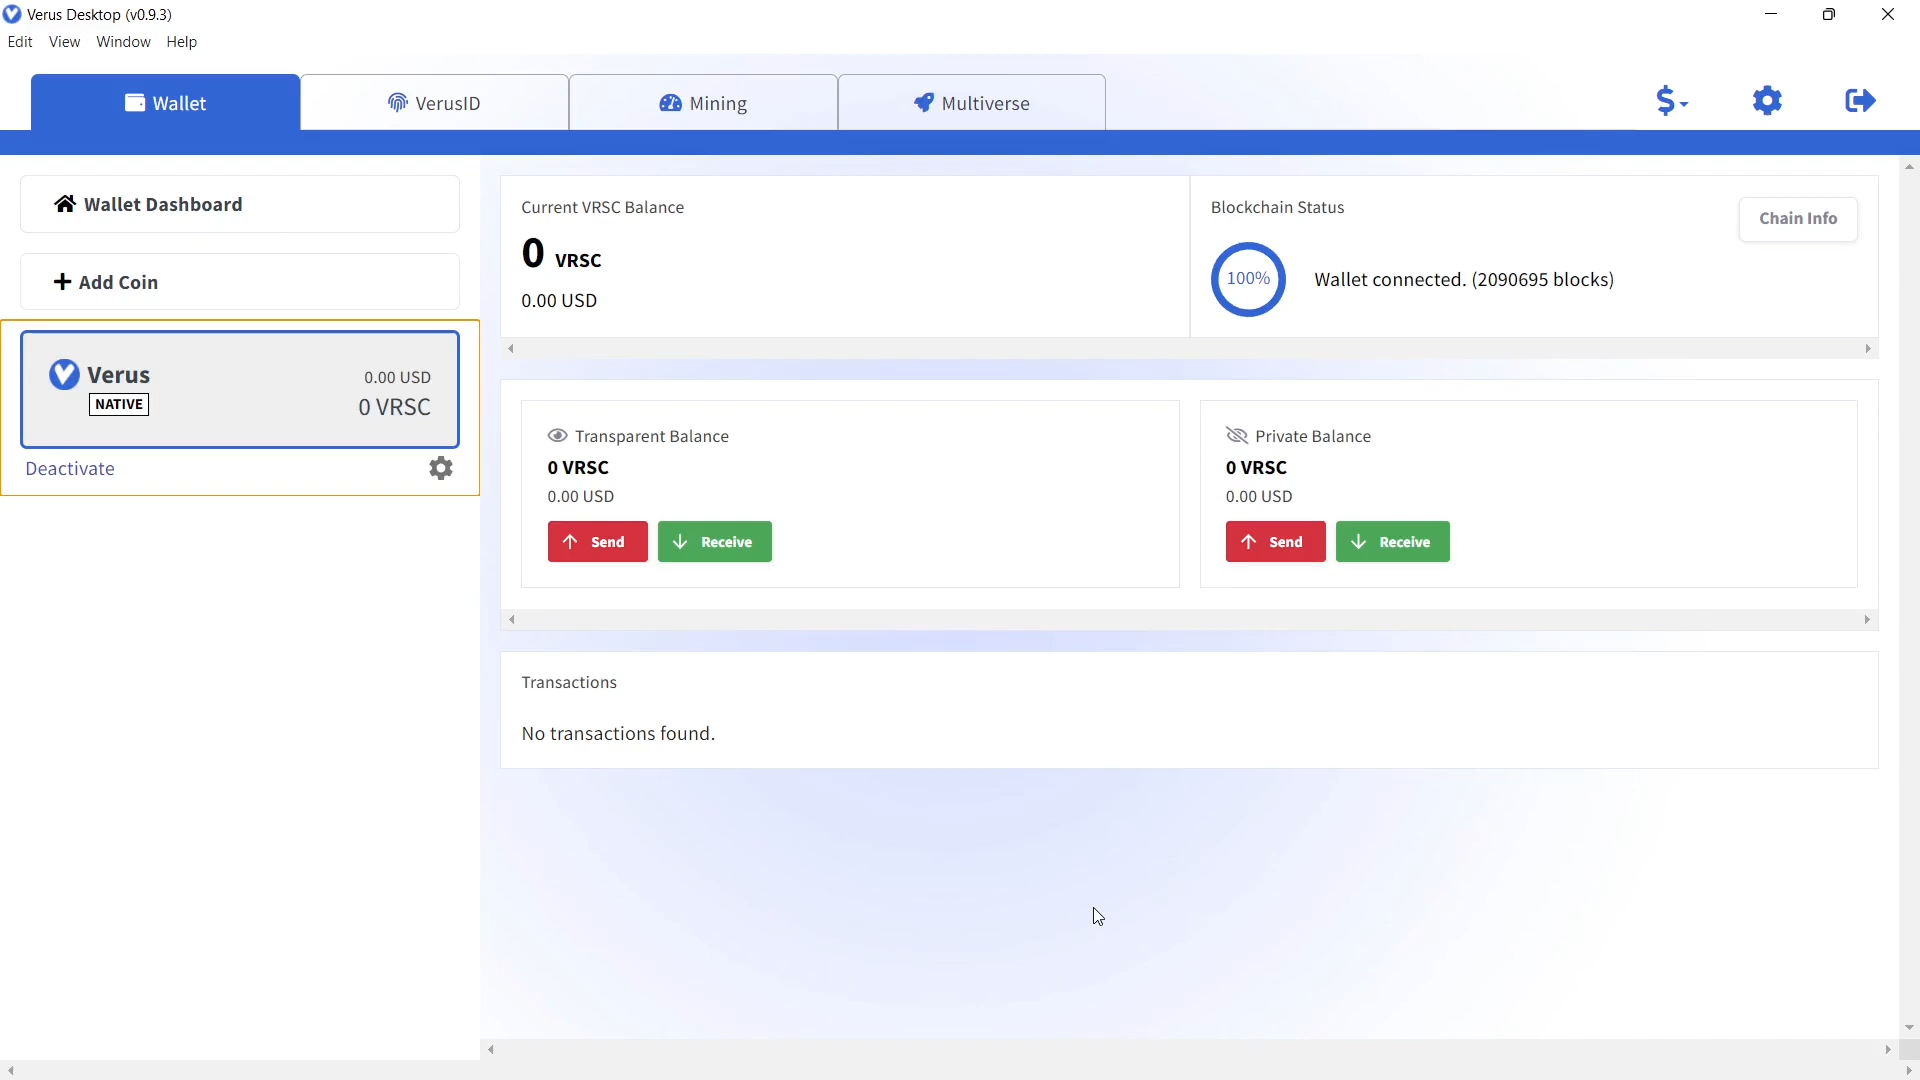 Verus Desktop (v0.9.3)
Edit View Window Help
Wallet VerusID Mining Multiverse
Wallet Dashboard
Add Coin
Verus
NATIVE
0.00 USD
0 VRSC
Deactivate
Current VRSC Balance
0 VRSC
0.00 USD
Blockchain Status
Chain Info
100%
Wallet connected. (2090695 blocks)
Transparent Balance
0 VRSC
0.00 USD
Send Receive
Private Balance
0 VRSC
0.00 USD
Send Receive
Transactions
No transactions found.